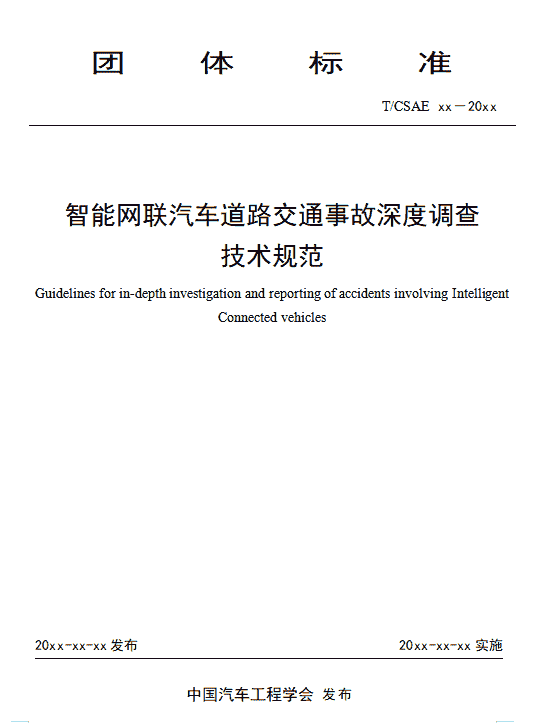 团 体 标 准
T/CSAE xx－20xx
智能网联汽车道路交通事故深度调查
技术规范
Guidelines for in-depth investigation and reporting of accidents involving Intelligent
Connected vehicles
20xx-xx-xx 发布 20xx-xx-xx 实施
中国汽车工程学会 发布